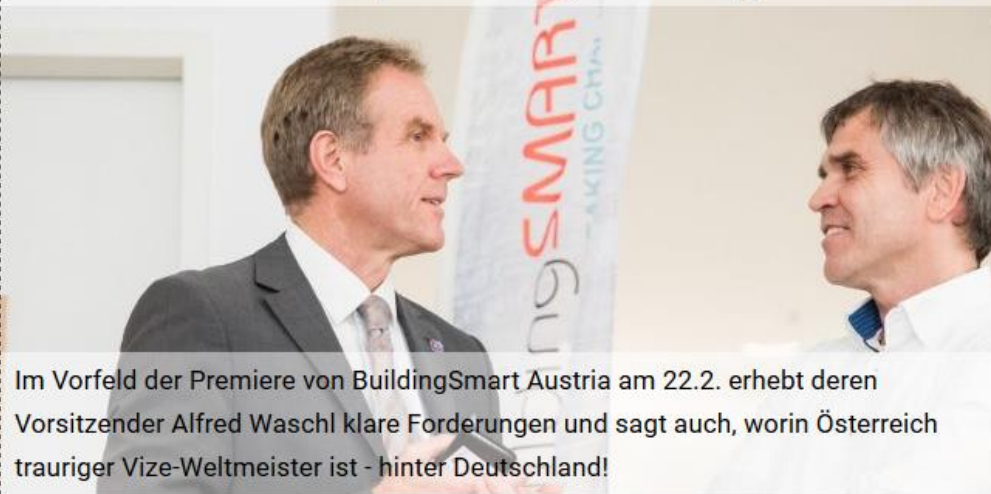 buildingSMART
TAKING CHA
Im Vorfeld der Premiere von BuildingSmart Austria am 22.2. erhebt deren
Vorsitzender Alfred Waschl klare Forderungen und sagt auch, worin Österreich
trauriger Vize-Weltmeister ist - hinter Deutschland!